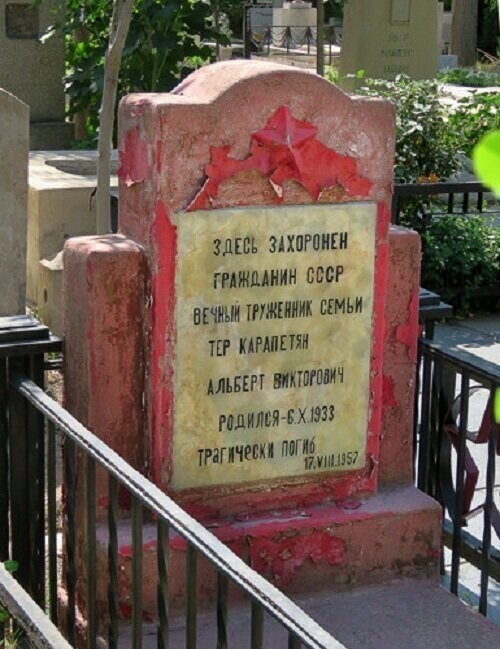 ЗДЕСЬ ЗАХОРОНЕН
ГРАЖДАНИН СССР
ВЕЧНЫЙ ТРУЖЕННИК СЕМЬИ
ТЕР КАРАПЕТЯН
АЛЬБЕРТ ВИКТОРОВИЧ
РОДИЛСЯ-6.X.1933
ТРАГИЧЕСКИ ПОГИБ
17.VIII.1957